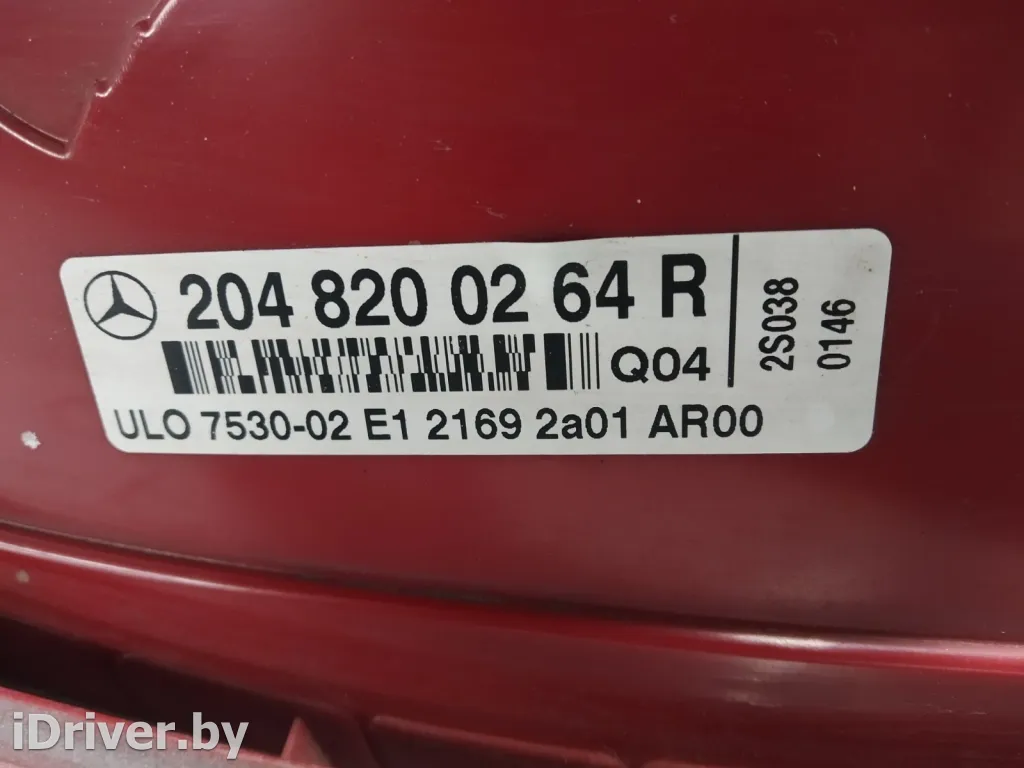 204 820 02 64 R
Q04
ULO 7530-02 E1 2169 2a01 AR00
2S038
0146
iDriver.by